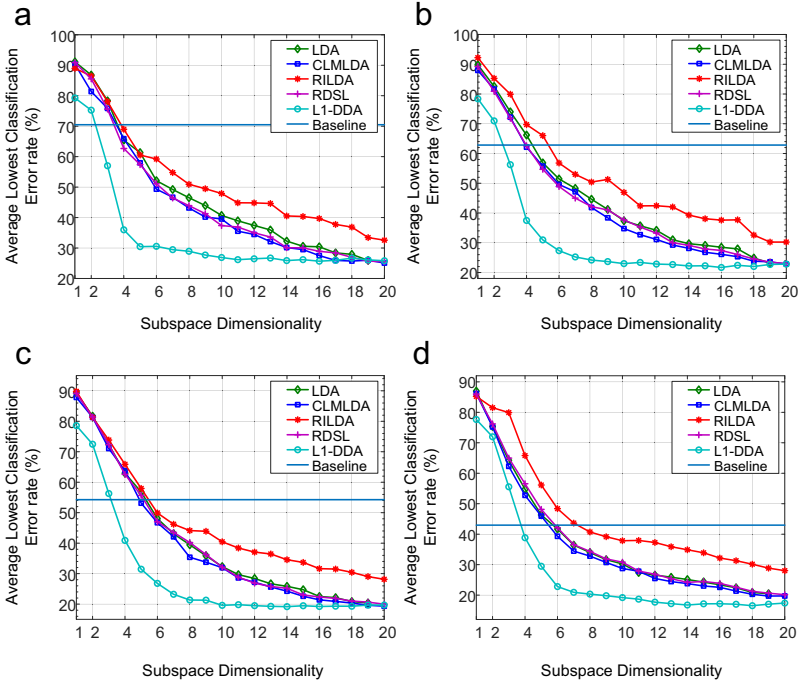 a
100
90
80
70
60
50
40
30
20
1 2 4 6 8 10 12 14 16 18 20
Average Lowest Classification
Error rate (%)
Subspace Dimensionality
LDA
CLMLDA
RILDA
RDSL
L1-DDA
Baseline
b
100
90
80
70
60
50
40
30
20
1 2 4 6 8 10 12 14 16 18 20
Average Lowest Classification
Error rate (%)
Subspace Dimensionality
LDA
CLMLDA
RILDA
RDSL
L1-DDA
Baseline
c
90
80
70
60
50
40
30
20
1 2 4 6 8 10 12 14 16 18 20
Average Lowest Classification
Error rate (%)
Subspace Dimensionality
LDA
CLMLDA
RILDA
RDSL
L1-DDA
Baseline
d
90
80
70
60
50
40
30
20
1 2 4 6 8 10 12 14 16 18 20
Average Lowest Classification
Error rate (%)
Subspace Dimensionality
LDA
CLMLDA
RILDA
RDSL
L1-DDA
Baseline